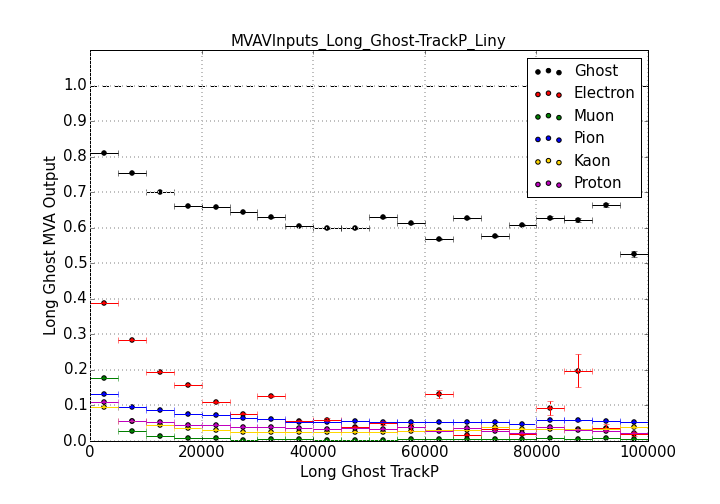 MVAVInputs_Long_Ghost-TrackP_Liny
Long Ghost MVA Output
1.0
0.9
0.8
0.7
0.6
0.5
0.4
0.3
0.2
0.1
0.0
0 20000 40000 60000 80000 100000
Long Ghost TrackP
Ghost
Electron
Muon
Pion
Kaon
Proton